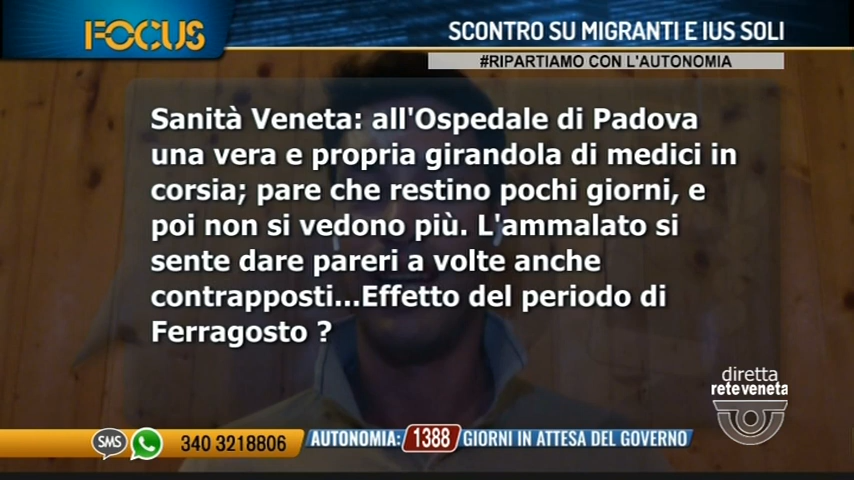 FOCUS
SCONTRO SU MIGRANTI E IUS SOLI
#RIPARTIAMO CON L'AUTONOMIA
Sanità Veneta: all'Ospedale di Padova
una vera e propria girandola di medici in
corsia; pare che restino pochi giorni, e
poi non si vedono più. L'ammalato si
sente dare pareri a volte anche
contrapposti...Effetto del periodo di
Ferragosto ?
diretta
reteveneta
SMS 340 3218806 AUTONOMIA: 1388 GIORNI IN ATTESA DEL GOVERNO